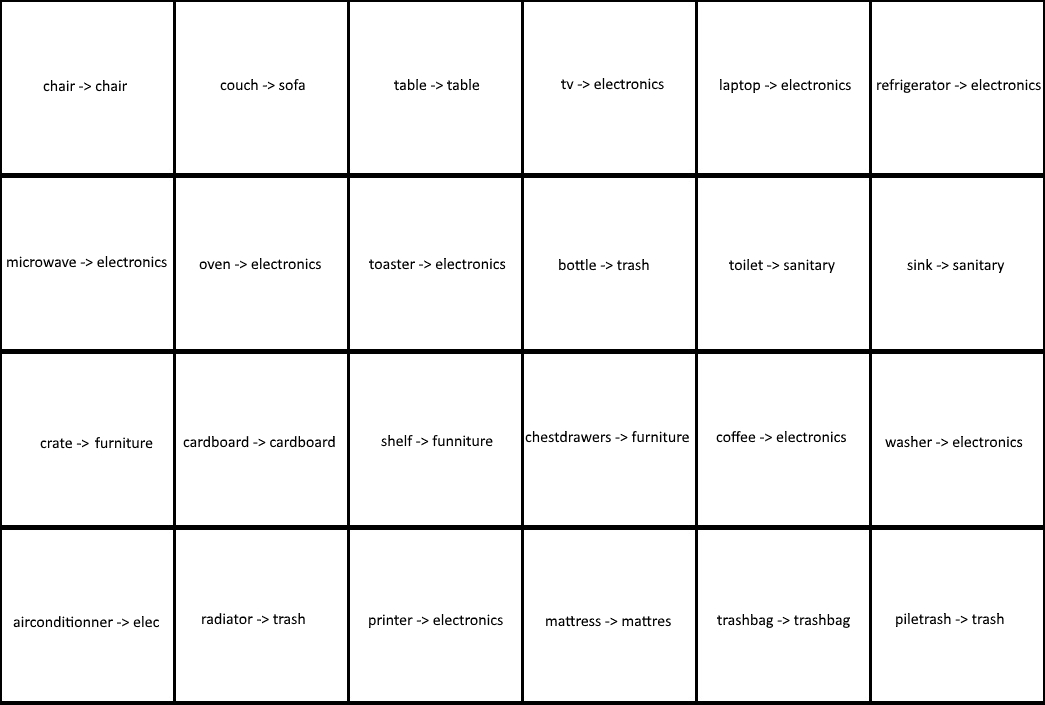 chair -> chair
couch -> sofa
table -> table
tv -> electronics
laptop -> electronics
refrigerator -> electronics
microwave -> electronics
oven -> electronics
toaster -> electronics
bottle -> trash
toilet -> sanitary
sink -> sanitary
crate -> furniture
cardboard -> cardboard
shelf -> funniture
chestdrawers -> furniture
coffee -> electronics
washer -> electronics
airconditionner -> elec
radiator -> trash
printer -> electronics
mattress -> mattres
trashbag -> trashbag
piletrash -> trash